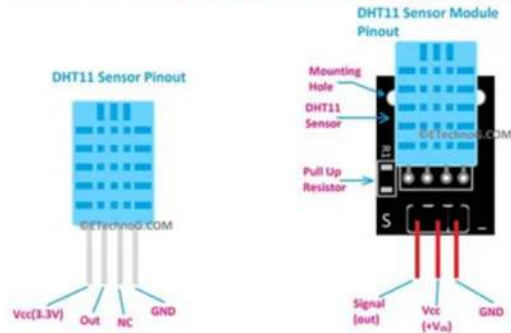 DHT11 Sensor Pinout
©ETechnoG.COM
Vcc(3.3V)
Out
NC
GND
DHT11 Sensor Module
Pinout
Mounting
Hole
DHT11
Sensor
©ETechnoG.COM
R1
Pull Up
Resistor
S
-
Signal
(out)
Vcc
(+Vin)
GND